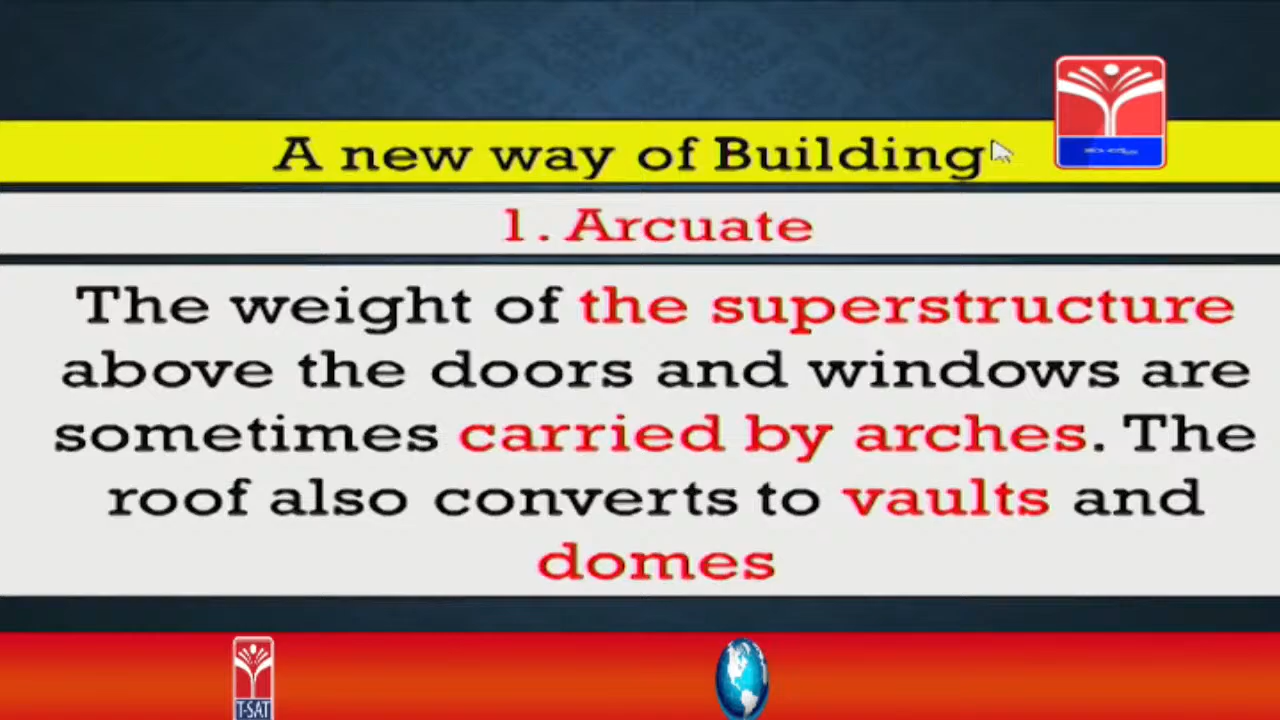 A new way of Building
1. Arcuate
The weight of the superstructure
above the doors and windows are
sometimes carried by arches. The
roof also converts to vaults and
domes
T-SAT